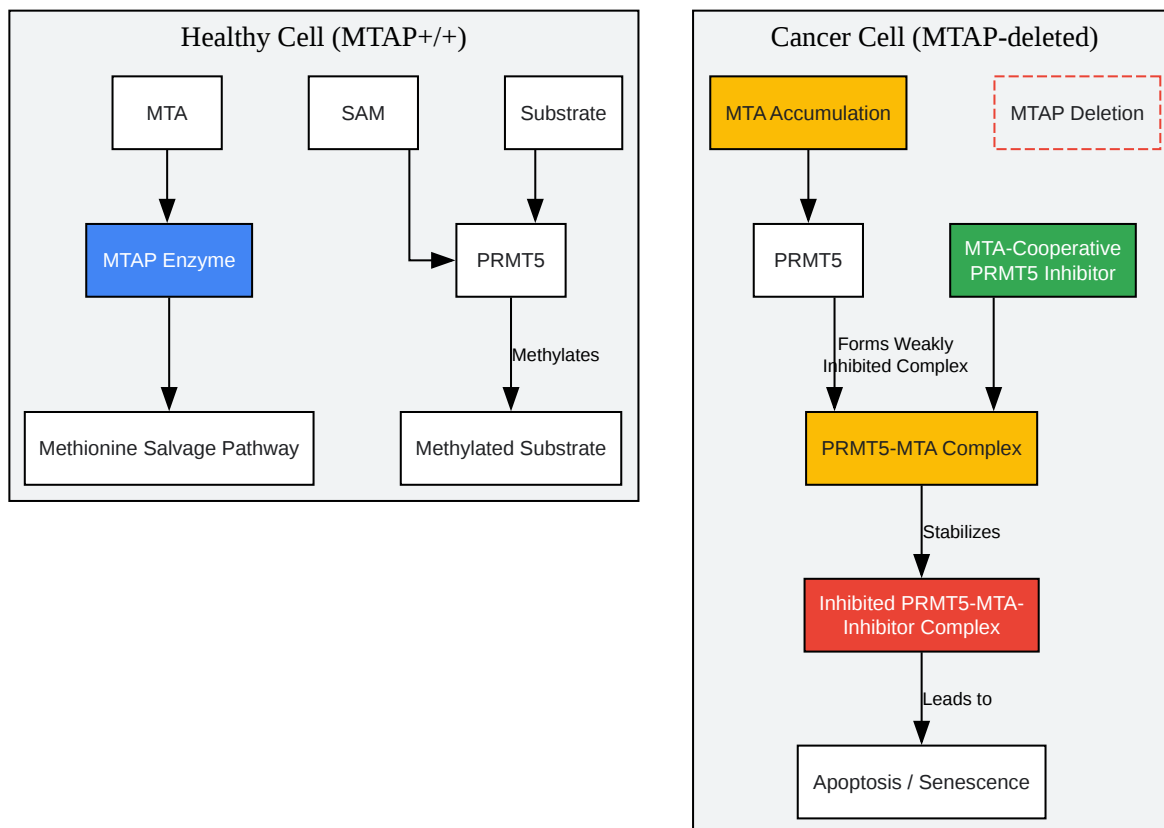 Healthy Cell (MTAP+/+)
MTA
SAM
Substrate
MTAP Enzyme
PRMT5
Methylates
Methionine Salvage Pathway
Methylated Substrate
Cancer Cell (MTAP-deleted)
MTA Accumulation
MTAP Deletion
PRMT5
MTA-Cooperative
PRMT5 Inhibitor
Forms Weakly
Inhibited Complex
PRMT5-MTA Complex
Stabilizes
Inhibited PRMT5-MTA-
Inhibitor Complex
Leads to
Apoptosis / Senescence